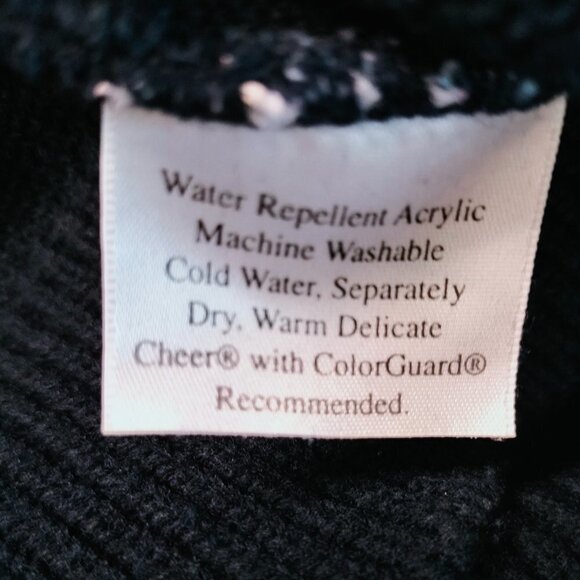 Water Repellent Acrylic
Machine Washable
Cold Water, Separately
Dry, Warm Delicate
Cheer® with ColorGuard®
Recommended.